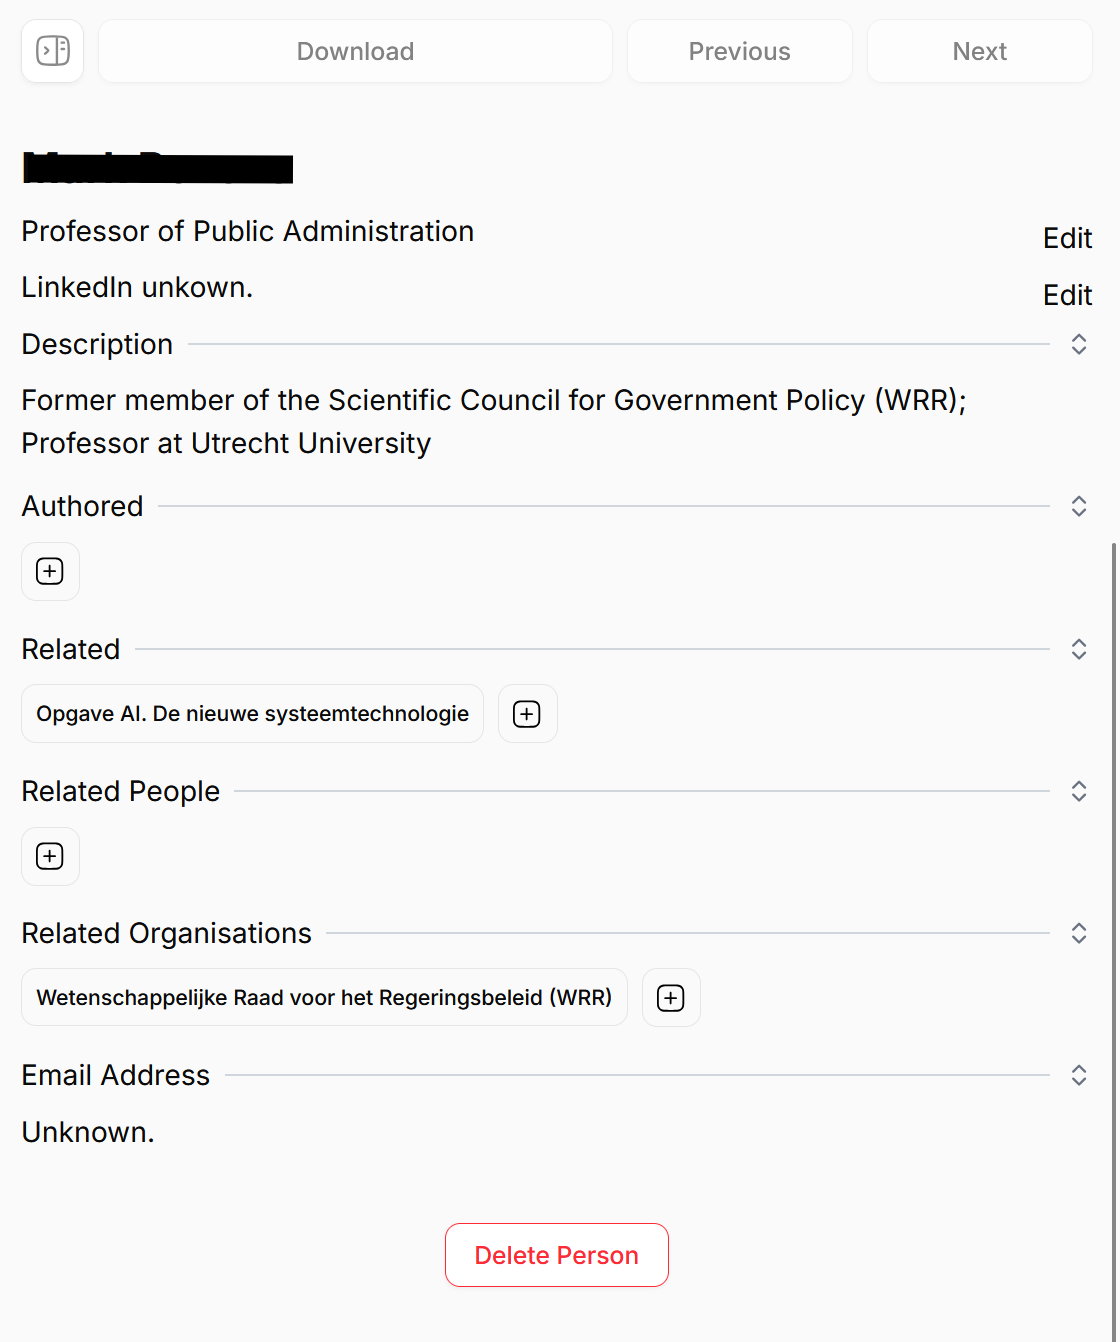 Download
Previous
Next
Professor of Public Administration
Edit
LinkedIn unkown.
Edit
Description
Former member of the Scientific Council for Government Policy (WRR);
Professor at Utrecht University
Authored
Related
Opgave AI. De nieuwe systeemtechnologie
Related People
Related Organisations
Wetenschappelijke Raad voor het Regeringsbeleid (WRR)
Email Address
Unknown.
Delete Person